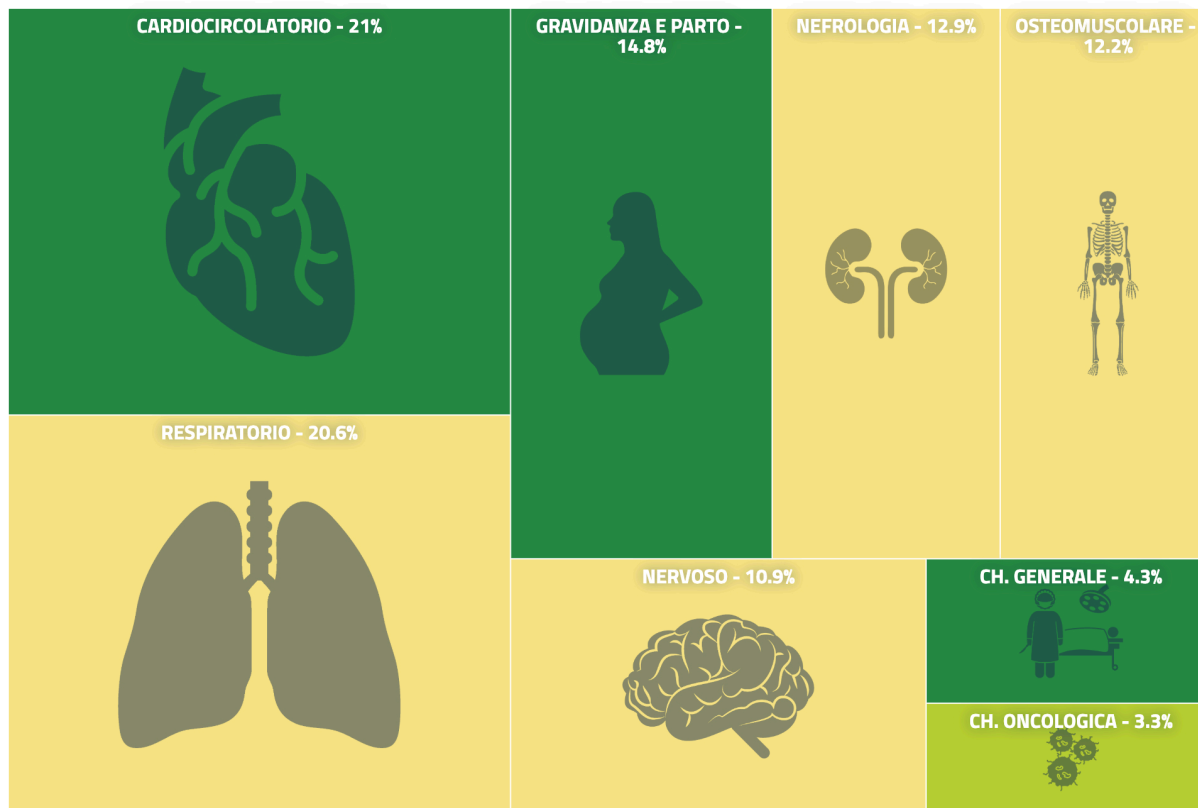 CARDIOCIRCOLATORIO - 21%
GRAVIDANZA E PARTO -
14.8%
NEFROLOGIA - 12.9%
OSTEOMUSCOLARE -
12.2%
RESPIRATORIO - 20.6%
NERVOSO - 10.9%
CH. GENERALE - 4.3%
CH. ONCOLOGICA - 3.3%